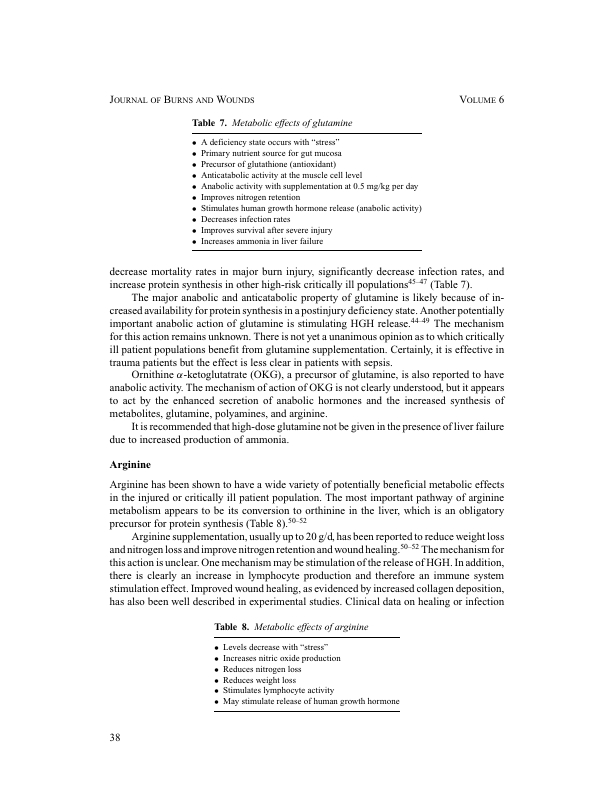 JOURNAL OF BURNS AND WOUNDS VOLUME 6
Table 7. Metabolic effects of glutamine
• A deficiency state occurs with “stress”
• Primary nutrient source for gut mucosa
• Precursor of glutathione (antioxidant)
• Anticatabolic activity at the muscle cell level
• Anabolic activity with supplementation at 0.5 mg/kg per day
• Improves nitrogen retention
• Stimulates human growth hormone release (anabolic activity)
• Decreases infection rates
• Improves survival after severe injury
• Increases ammonia in liver failure
decrease mortality rates in major burn injury, significantly decrease infection rates, and
increase protein synthesis in other high-risk critically ill populations45–47 (Table 7).
The major anabolic and anticatabolic property of glutamine is likely because of in-
creased availability for protein synthesis in a postinjury deficiency state. Another potentially
important anabolic action of glutamine is stimulating HGH release.44–49 The mechanism
for this action remains unknown. There is not yet a unanimous opinion as to which critically
ill patient populations benefit from glutamine supplementation. Certainly, it is effective in
trauma patients but the effect is less clear in patients with sepsis.
Ornithine α-ketoglutatrate (OKG), a precursor of glutamine, is also reported to have
anabolic activity. The mechanism of action of OKG is not clearly understood, but it appears
to act by the enhanced secretion of anabolic hormones and the increased synthesis of
metabolites, glutamine, polyamines, and arginine.
It is recommended that high-dose glutamine not be given in the presence of liver failure
due to increased production of ammonia.
Arginine
Arginine has been shown to have a wide variety of potentially beneficial metabolic effects
in the injured or critically ill patient population. The most important pathway of arginine
metabolism appears to be its conversion to orthinine in the liver, which is an obligatory
precursor for protein synthesis (Table 8).50–52
Arginine supplementation, usually up to 20 g/d, has been reported to reduce weight loss
and nitrogen loss and improve nitrogen retention and wound healing.50–52 The mechanism for
this action is unclear. One mechanism may be stimulation of the release of HGH. In addition,
there is clearly an increase in lymphocyte production and therefore an immune system
stimulation effect. Improved wound healing, as evidenced by increased collagen deposition,
has also been well described in experimental studies. Clinical data on healing or infection
Table 8. Metabolic effects of arginine
• Levels decrease with “stress”
• Increases nitric oxide production
• Reduces nitrogen loss
• Reduces weight loss
• Stimulates lymphocyte activity
• May stimulate release of human growth hormone
38